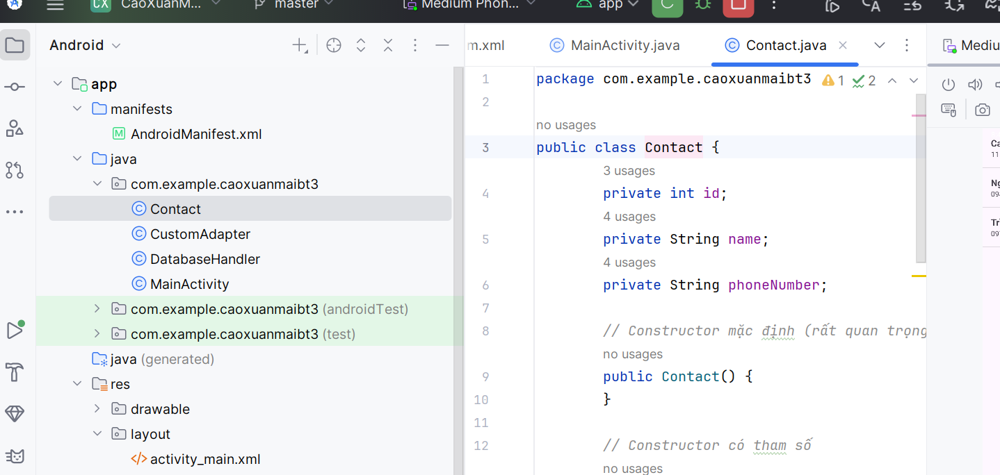 CX CaoXuanM... master Medium Phon... app
Android
m.xml MainActivity.java Contact.java Mediu
app
manifests
AndroidManifest.xml
java
com.example.caoxuanmaibt3
Contact
CustomAdapter
DatabaseHandler
MainActivity
com.example.caoxuanmaibt3 (androidTest)
com.example.caoxuanmaibt3 (test)
java (generated)
res
drawable
layout
activity_main.xml
1 package com.example.caoxuanmaibt3 1 2
2
no usages
3 public class Contact {
3 usages
4 private int id;
4 usages
5 private String name;
4 usages
6 private String phoneNumber;
7
8 // Constructor mặc định (rất quan trọng
no usages
9 public Contact() {
10 }
11
12 // Constructor có tham số
no usages
Ca
11
Ng
09
Tr
09